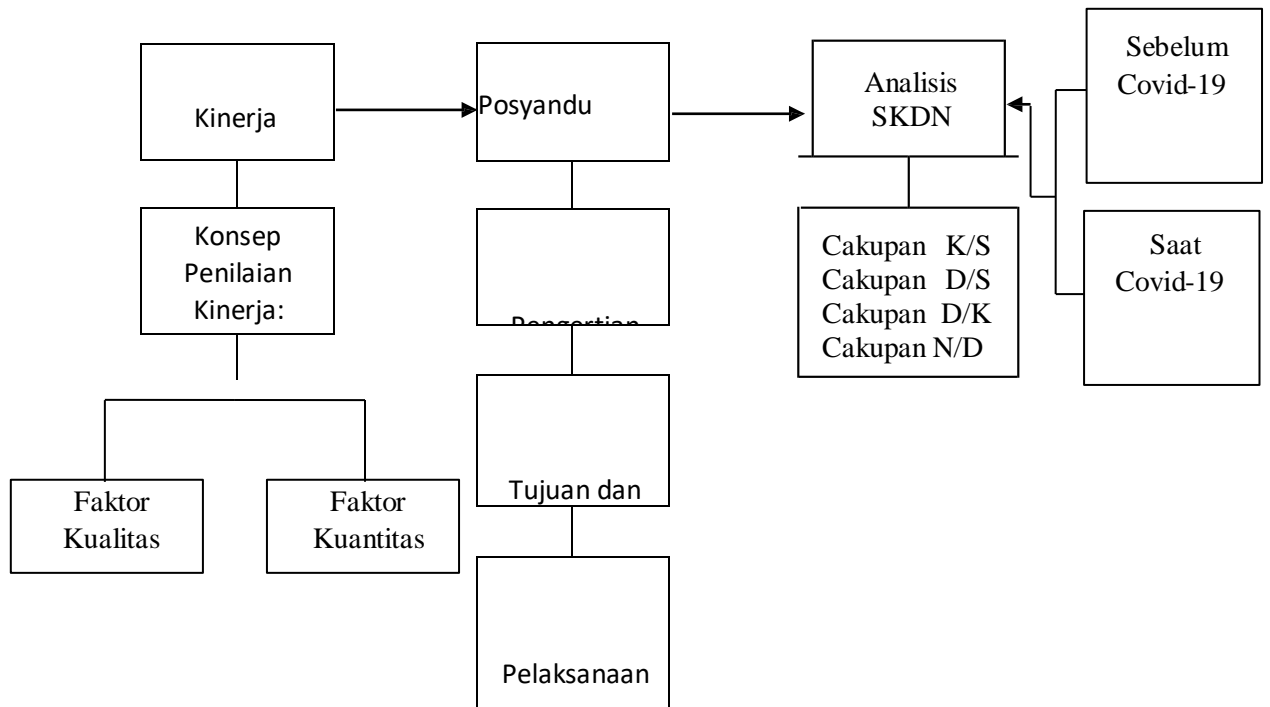 Kinerja
Konsep
Penilaian
Kinerja:
Faktor
Kualitas
Faktor
Kuantitas
Posyandu
Pengertian
Tujuan dan
Pelaksanaan
Analisis
SKDN
Cakupan K/S
Cakupan D/S
Cakupan D/K
Cakupan N/D
Sebelum
Covid-19
Saat
Covid-19